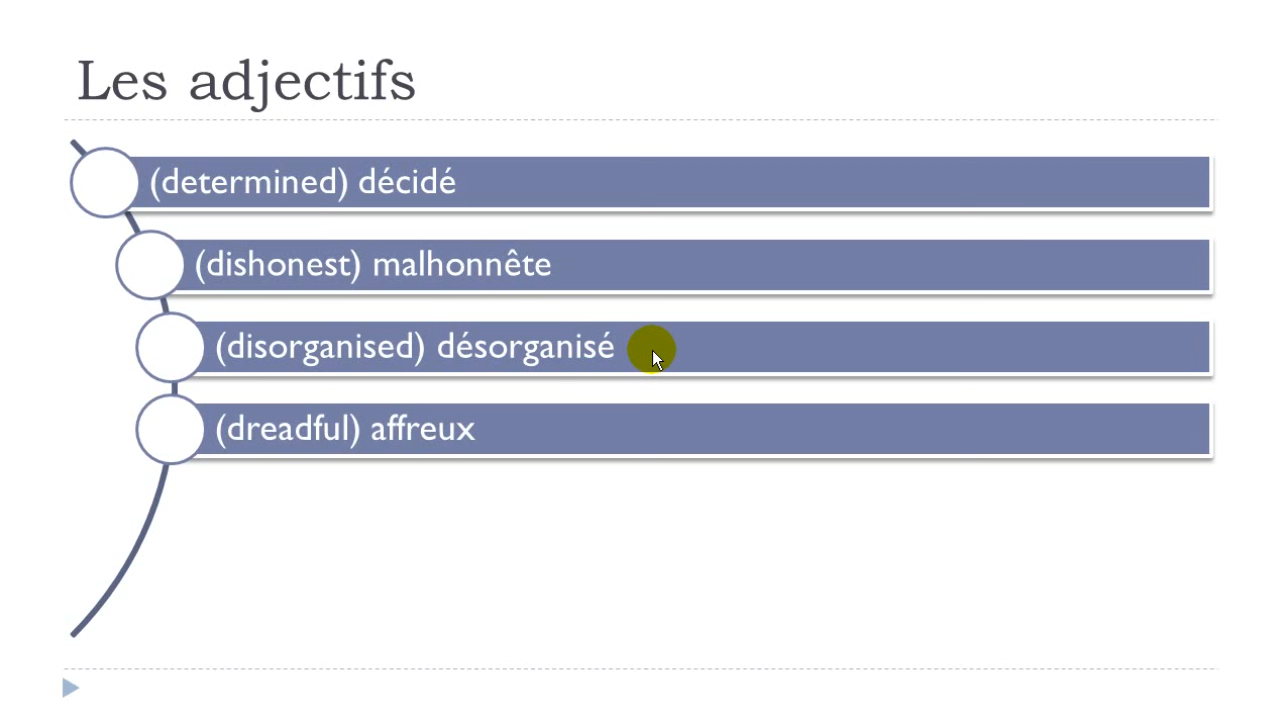 Les adjectifs
(determined) décidé
(dishonest) malhonnête
(disorganised) désorganisé
(dreadful) affreux